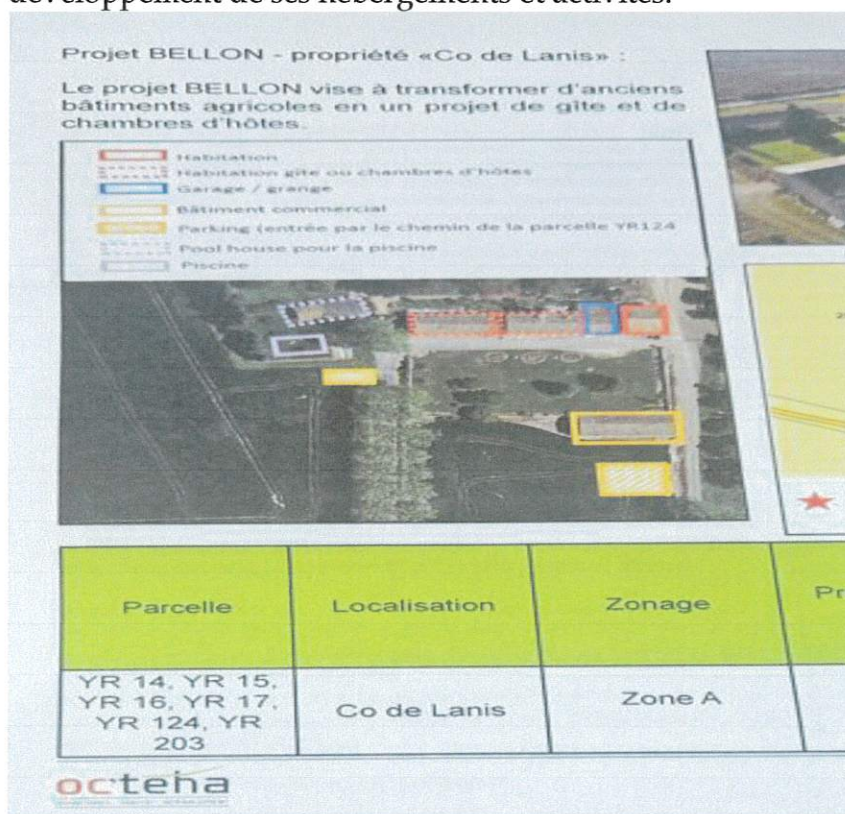 développement de ses hébergements et activités.
Projet BELLON - propriété «Co de Lanis» :
Le projet BELLON vise à transformer d'anciens
bâtiments agricoles en un projet de gîte et de
chambres d'hôtes.
Habitation
Habitation gîte ou chambres d'hôtes
Garage / grange
Bâtiment commercial
Parking (entrée par le chemin de la parcelle YR124
Pool house pour la piscine
Piscine
Parcelle
Localisation
Zonage
Pr
YR 14, YR 15,
YR 16, YR 17,
YR 124, YR
203
Co de Lanis
Zone A
octeha